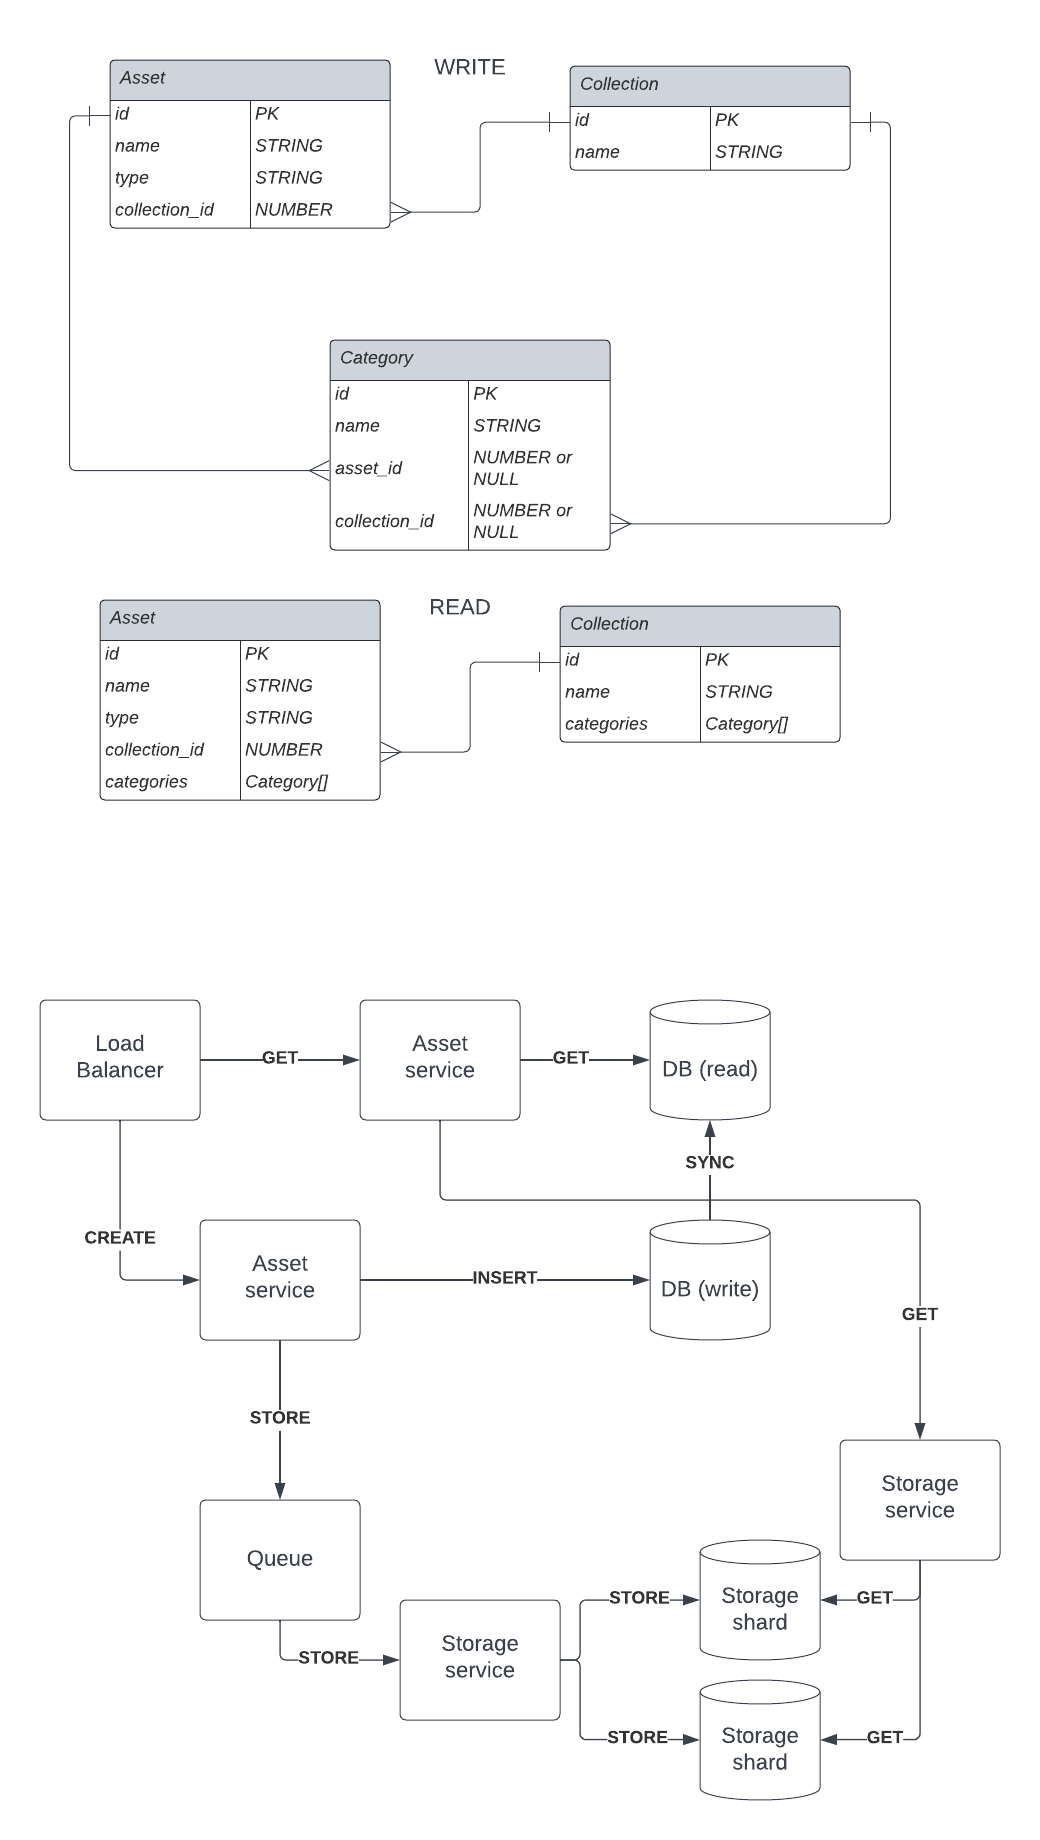 WRITE
Asset
id PK
name STRING
type STRING
collection_id NUMBER
Collection
id PK
name STRING
Category
id PK
name STRING
asset_id NUMBER or
NULL
collection_id NUMBER or
NULL
READ
Asset
id PK
name STRING
type STRING
collection_id NUMBER
categories Category[]
Collection
id PK
name STRING
categories Category[]
Load
Balancer
GET
Asset
service
GET
DB (read)
SYNC
CREATE
Asset
service
INSERT
DB (write)
GET
STORE
Storage
service
Queue
STORE
Storage
service
STORE
Storage
shard
GET
STORE
Storage
shard
GET